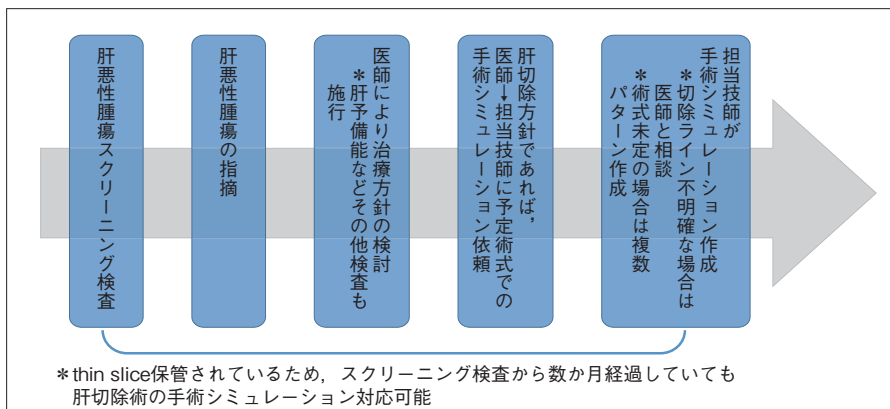 肝悪性腫瘍スクリーニング検査
肝悪性腫瘍の指摘
医師により治療方針の検討
＊肝予備能などその他検査も
施行
肝切除方針であれば，
医師→担当技師に予定術式での
手術シミュレーション依頼
担当技師が
手術シミュレーション作成
＊切除ライン不明確な場合は
医師と相談
＊術式未定の場合は複数
パターン作成
＊thin slice保管されているため，スクリーニング検査から数か月経過していても
肝切除術の手術シミュレーション対応可能